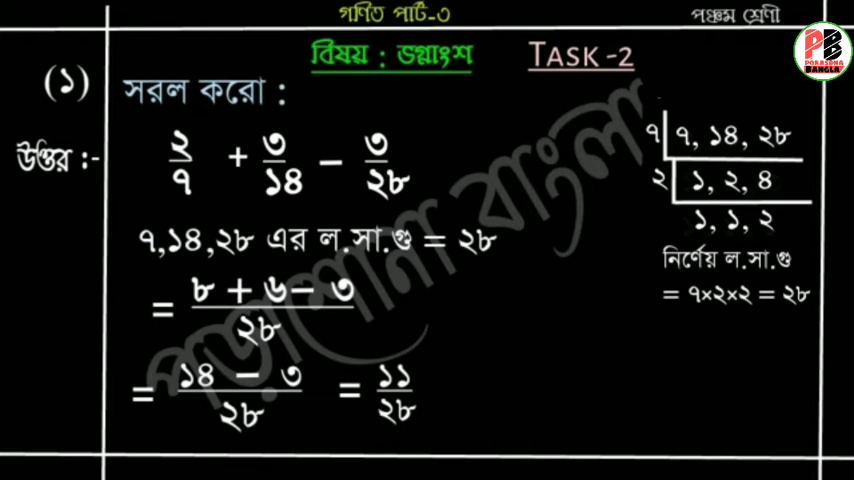 গণিত পার্ট-৩
পঞ্চম শ্রেণী
PB
PORASONA
BANGLA
বিষয় : ভগ্নাংশ TASK -2
(১) সরল করো :
উত্তর :- ২/৭ + ৩/১৪ − ৩/২৮
৭,১৪,২৮ এর ল.সা.গু = ২৮
= ৮ + ৬ − ৩ / ২৮
= ১৪ − ৩ / ২৮ = ১১/২৮
৭ ৭, ১৪, ২৮
২ ১, ২, ৪
১, ১, ২
নির্ণেয় ল.সা.গু
= ৭×২×২ = ২৮
পড়াশোনা বাংলা